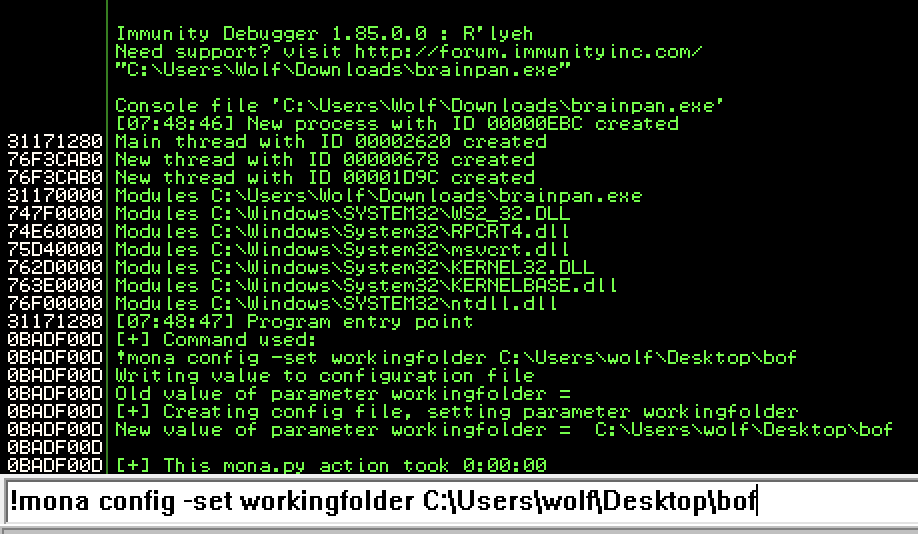 Immunity Debugger 1.85.0.0 : R'lyeh
Need support? visit http://forum.immunityinc.com/
"C:\Users\Wolf\Downloads\brainpan.exe"
Console file 'C:\Users\Wolf\Downloads\brainpan.exe'
[07:48:46] New process with ID 00000EBC created
31171280 Main thread with ID 00002620 created
76F3CAB0 New thread with ID 00000678 created
76F3CAB0 New thread with ID 00001D9C created
31170000 Modules C:\Users\Wolf\Downloads\brainpan.exe
747F0000 Modules C:\Windows\SYSTEM32\WS2_32.DLL
74E60000 Modules C:\Windows\System32\RPCRT4.dll
75D40000 Modules C:\Windows\System32\msvcrt.dll
762D0000 Modules C:\Windows\System32\KERNEL32.DLL
763E0000 Modules C:\Windows\System32\KERNELBASE.dll
76F00000 Modules C:\Windows\SYSTEM32\ntdll.dll
31171280 [07:48:47] Program entry point
0BADF00D [+] Command used:
0BADF00D !mona config -set workingfolder C:\Users\wolf\Desktop\bof
0BADF00D Writing value to configuration file
0BADF00D Old value of parameter workingfolder =
0BADF00D [+] Creating config file, setting parameter workingfolder
0BADF00D New value of parameter workingfolder =  C:\Users\wolf\Desktop\bof
0BADF00D
0BADF00D [+] This mona.py action took 0:00:00
!mona config -set workingfolder C:\Users\wolf\Desktop\bof